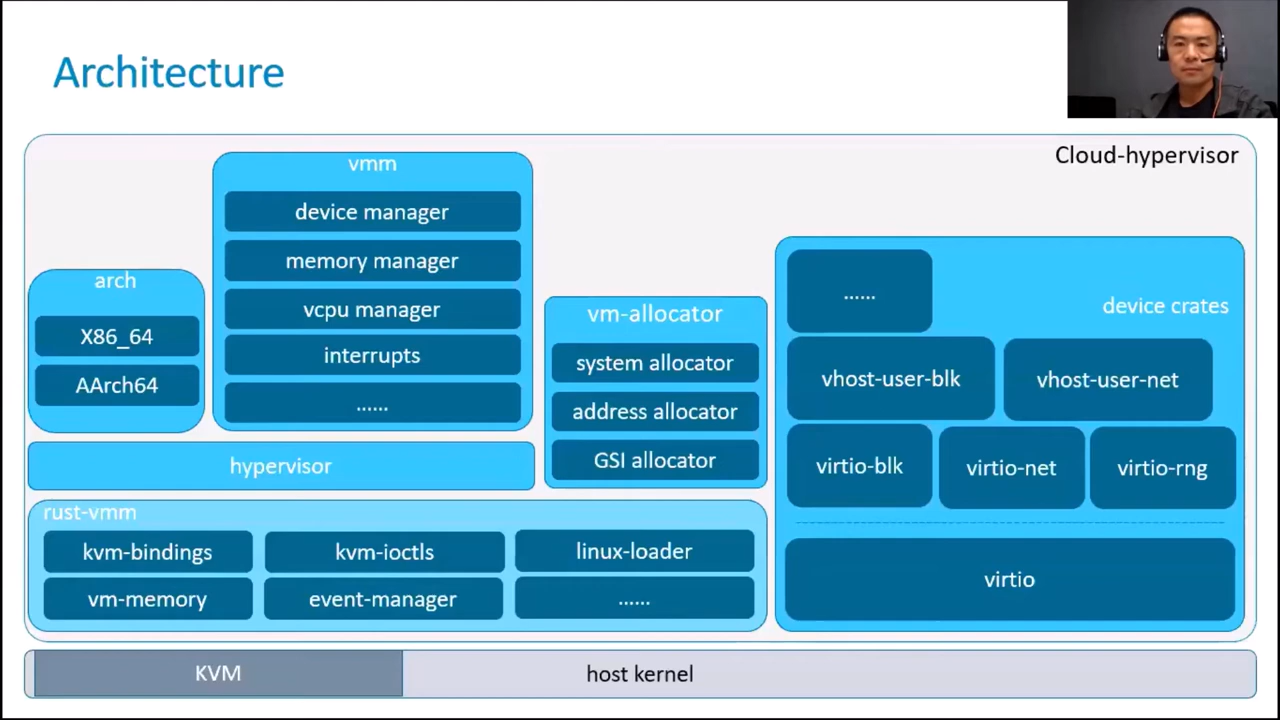 Architecture
Cloud-hypervisor
vmm
device manager
memory manager
vcpu manager
interrupts
......
arch
X86_64
AArch64
hypervisor
vm-allocator
system allocator
address allocator
GSI allocator
rust-vmm
kvm-bindings
kvm-ioctls
linux-loader
vm-memory
event-manager
......
device crates
......
vhost-user-blk
vhost-user-net
virtio-blk
virtio-net
virtio-rng
virtio
KVM
host kernel